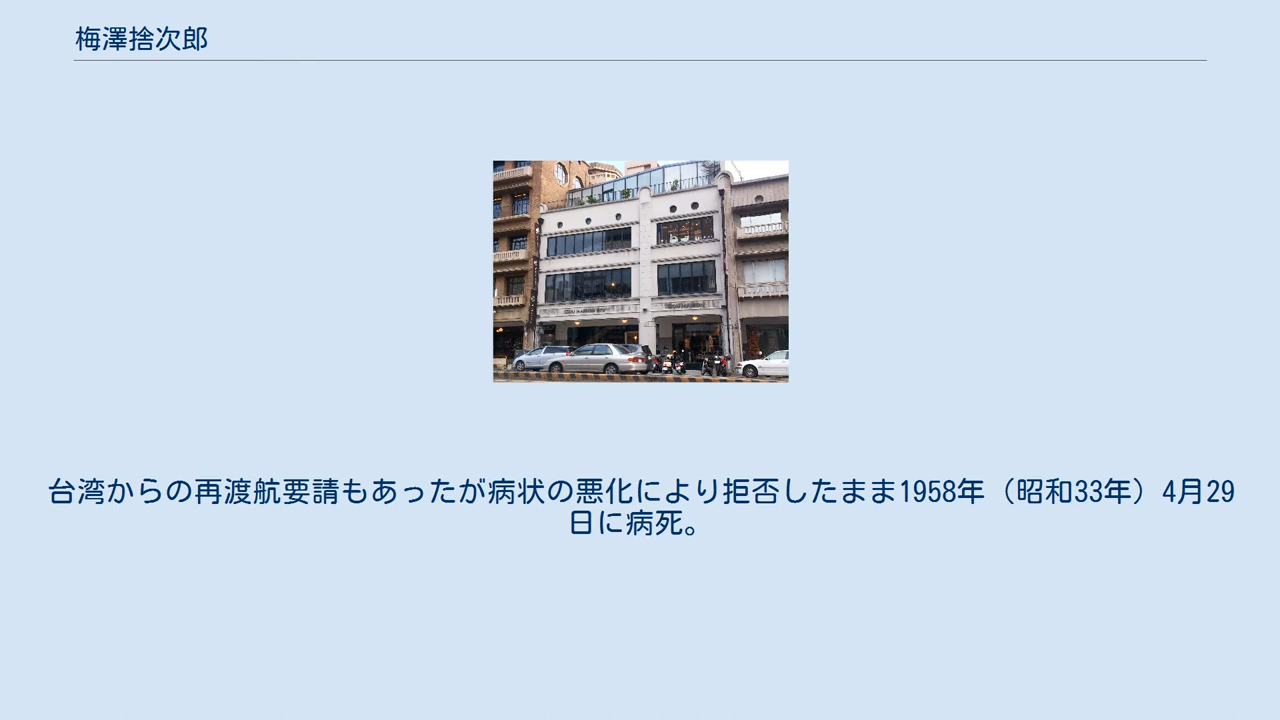 梅澤捨次郎
台湾からの再渡航要請もあったが病状の悪化により拒否したまま1958年（昭和33年）4月29
日に病死。